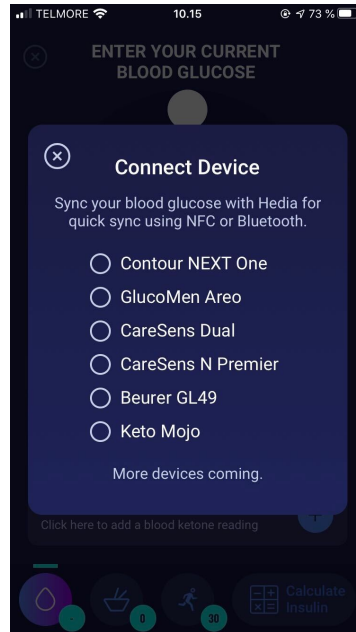 TELMORE 10.15 73 %
ENTER YOUR CURRENT
BLOOD GLUCOSE
Connect Device
Sync your blood glucose with Hedia for
quick sync using NFC or Bluetooth.
Contour NEXT One
GlucoMen Areo
CareSens Dual
CareSens N Premier
Beurer GL49
Keto Mojo
More devices coming.
Click here to add a blood ketone reading
- 0 30
Calculate
Insulin